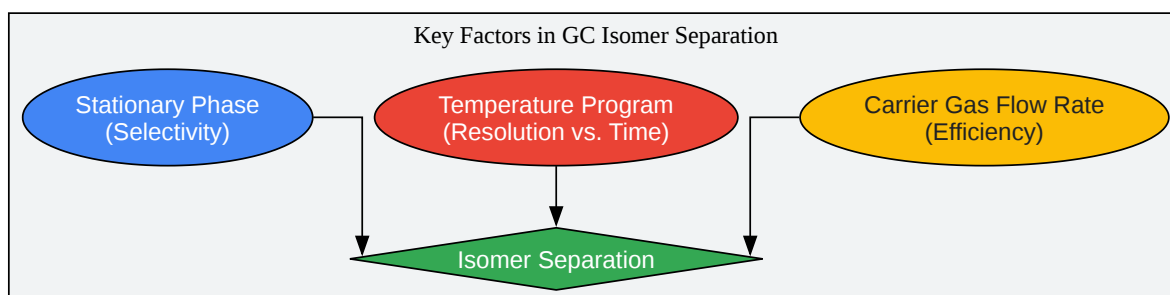 Key Factors in GC Isomer Separation
Stationary Phase
(Selectivity)
Temperature Program
(Resolution vs. Time)
Carrier Gas Flow Rate
(Efficiency)
Isomer Separation